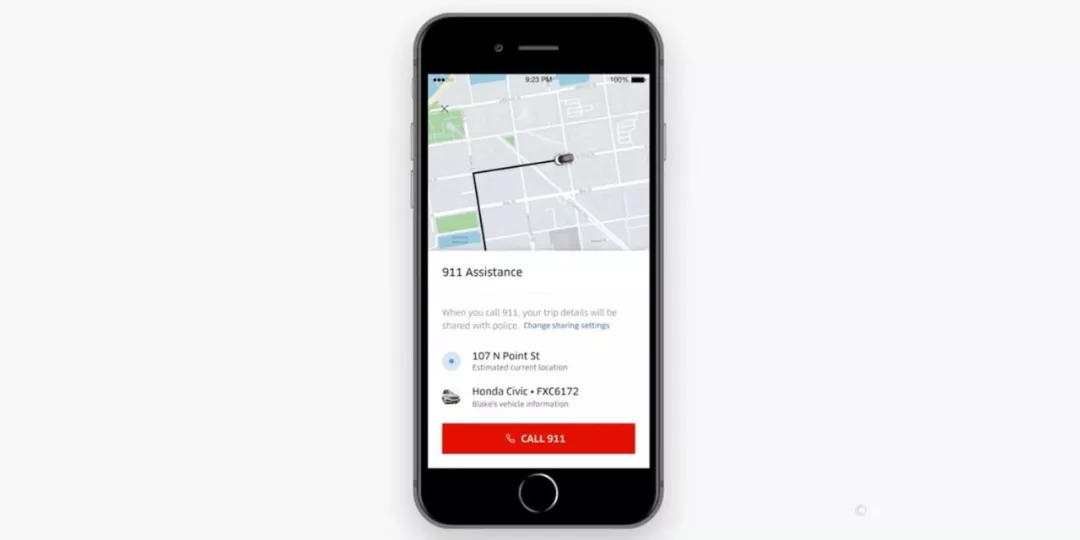 9:23 PM
100%
911 Assistance
When you call 911, your trip details will be
shared with police. Change sharing settings
107 N Point St
Estimated current location
Honda Civic • FXC6172
Blake's vehicle information
CALL 911
©